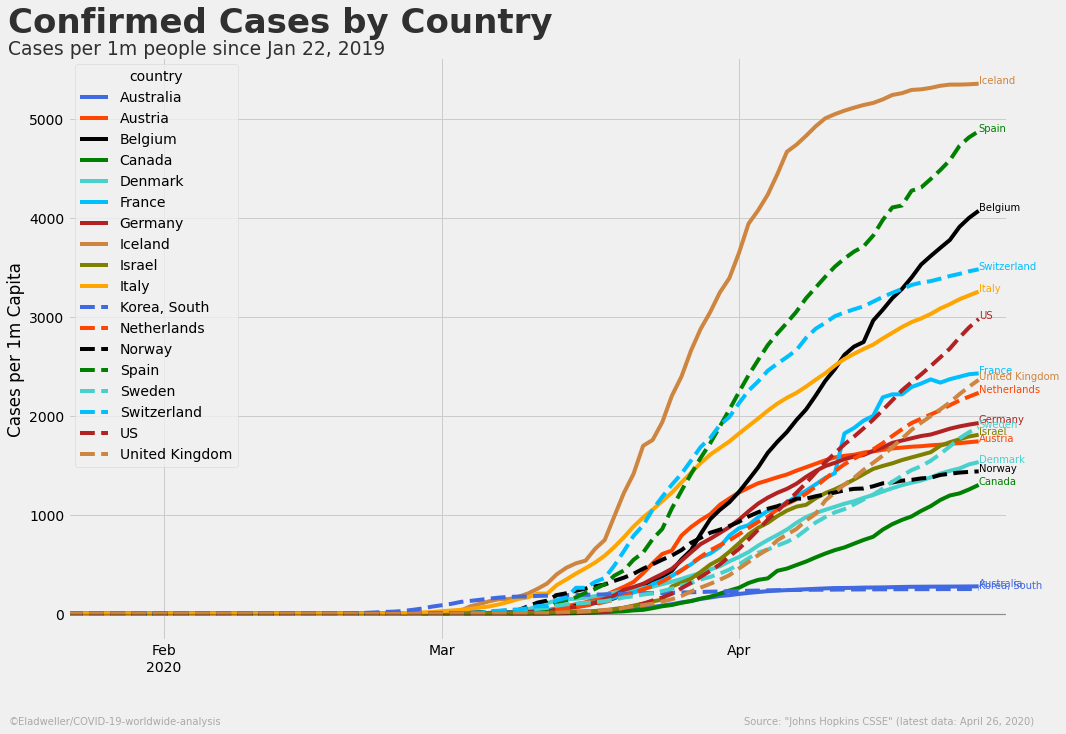 Confirmed Cases by Country
Cases per 1m people since Jan 22, 2019
country
Australia
Austria
Belgium
Canada
Denmark
France
Germany
Iceland
Israel
Italy
Korea, South
Netherlands
Norway
Spain
Sweden
Switzerland
US
United Kingdom
Cases per 1m Capita
5000
4000
3000
2000
1000
0
Feb
2020
Mar
Apr
Iceland
Spain
Belgium
Switzerland
Italy
US
France
United Kingdom
Netherlands
Germany
Sweden
Israel
Austria
Denmark
Norway
Canada
Australia
Korea, South
©Eladweller/COVID-19-worldwide-analysis
Source: "Johns Hopkins CSSE" (latest data: April 26, 2020)